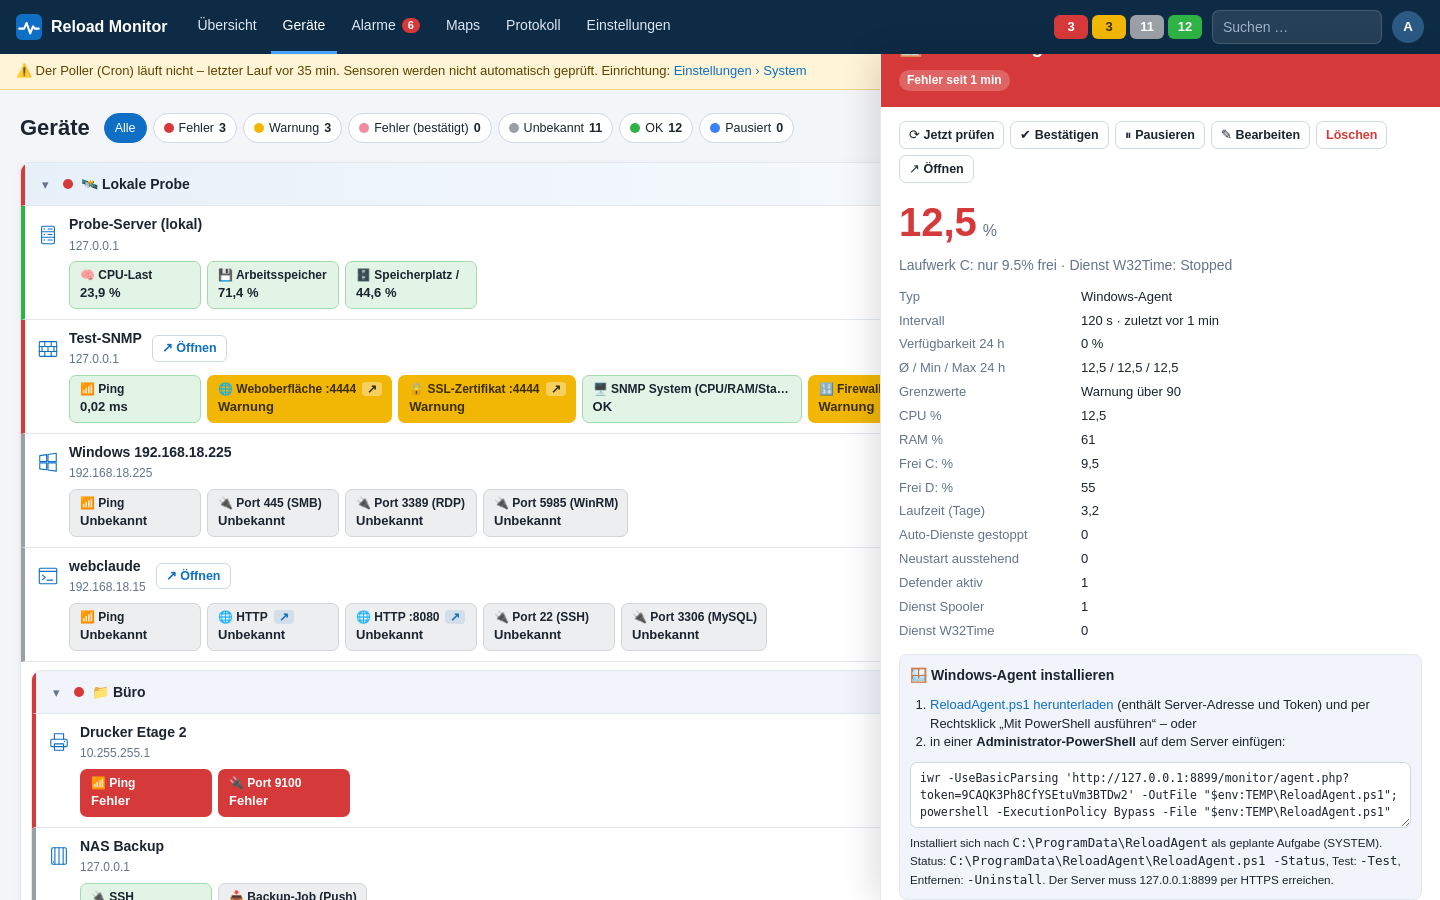 Reload Monitor Übersicht Geräte Alarme 6 Maps Protokoll Einstellungen 3 3 11 12 Suchen … A
⚠️ Der Poller (Cron) läuft nicht – letzter Lauf vor 35 min. Sensoren werden nicht automatisch geprüft. Einrichtung: Einstellungen › System
Geräte Alle Fehler 3 Warnung 3 Fehler (bestätigt) 0 Unbekannt 11 OK 12 Pausiert 0
▾ Lokale Probe
Probe-Server (lokal)
127.0.0.1
CPU-Last Arbeitsspeicher Speicherplatz /
23,9 % 71,4 % 44,6 %
Test-SNMP
127.0.0.1
↗ Öffnen
Ping Weboberfläche :4444 ↗ SSL-Zertifikat :4444 ↗ SNMP System (CPU/RAM/Sta… Firewall
0,02 ms Warnung Warnung OK Warnung
Windows 192.168.18.225
192.168.18.225
Ping Port 445 (SMB) Port 3389 (RDP) Port 5985 (WinRM)
Unbekannt Unbekannt Unbekannt Unbekannt
webclaude
192.168.18.15
↗ Öffnen
Ping HTTP ↗ HTTP :8080 ↗ Port 22 (SSH) Port 3306 (MySQL)
Unbekannt Unbekannt Unbekannt Unbekannt Unbekannt
▾ Büro
Drucker Etage 2
10.255.255.1
Ping Port 9100
Fehler Fehler
NAS Backup
127.0.0.1
SSH Backup-Job (Push)
Fehler seit 1 min
⟳ Jetzt prüfen ✔ Bestätigen ⏸ Pausieren ✎ Bearbeiten Löschen
↗ Öffnen
12,5 %
Laufwerk C: nur 9.5% frei · Dienst W32Time: Stopped
Typ Windows-Agent
Intervall 120 s · zuletzt vor 1 min
Verfügbarkeit 24 h 0 %
Ø / Min / Max 24 h 12,5 / 12,5 / 12,5
Grenzwerte Warnung über 90
CPU % 12,5
RAM % 61
Frei C: % 9,5
Frei D: % 55
Laufzeit (Tage) 3,2
Auto-Dienste gestoppt 0
Neustart ausstehend 0
Defender aktiv 1
Dienst Spooler 1
Dienst W32Time 0
Windows-Agent installieren
1. ReloadAgent.ps1 herunterladen (enthält Server-Adresse und Token) und per
Rechtsklick „Mit PowerShell ausführen“ – oder
2. in einer Administrator-PowerShell auf dem Server einfügen:
iwr -UseBasicParsing 'http://127.0.0.1:8899/monitor/agent.php?
token=9CAQK3Ph8CfYSEtuVm3BTDw2' -OutFile "$env:TEMP\ReloadAgent.ps1";
powershell -ExecutionPolicy Bypass -File "$env:TEMP\ReloadAgent.ps1"
Installiert sich nach C:\ProgramData\ReloadAgent als geplante Aufgabe (SYSTEM).
Status: C:\ProgramData\ReloadAgent\ReloadAgent.ps1 -Status, Test: -Test,
Entfernen: -Uninstall. Der Server muss 127.0.0.1:8899 per HTTPS erreichen.